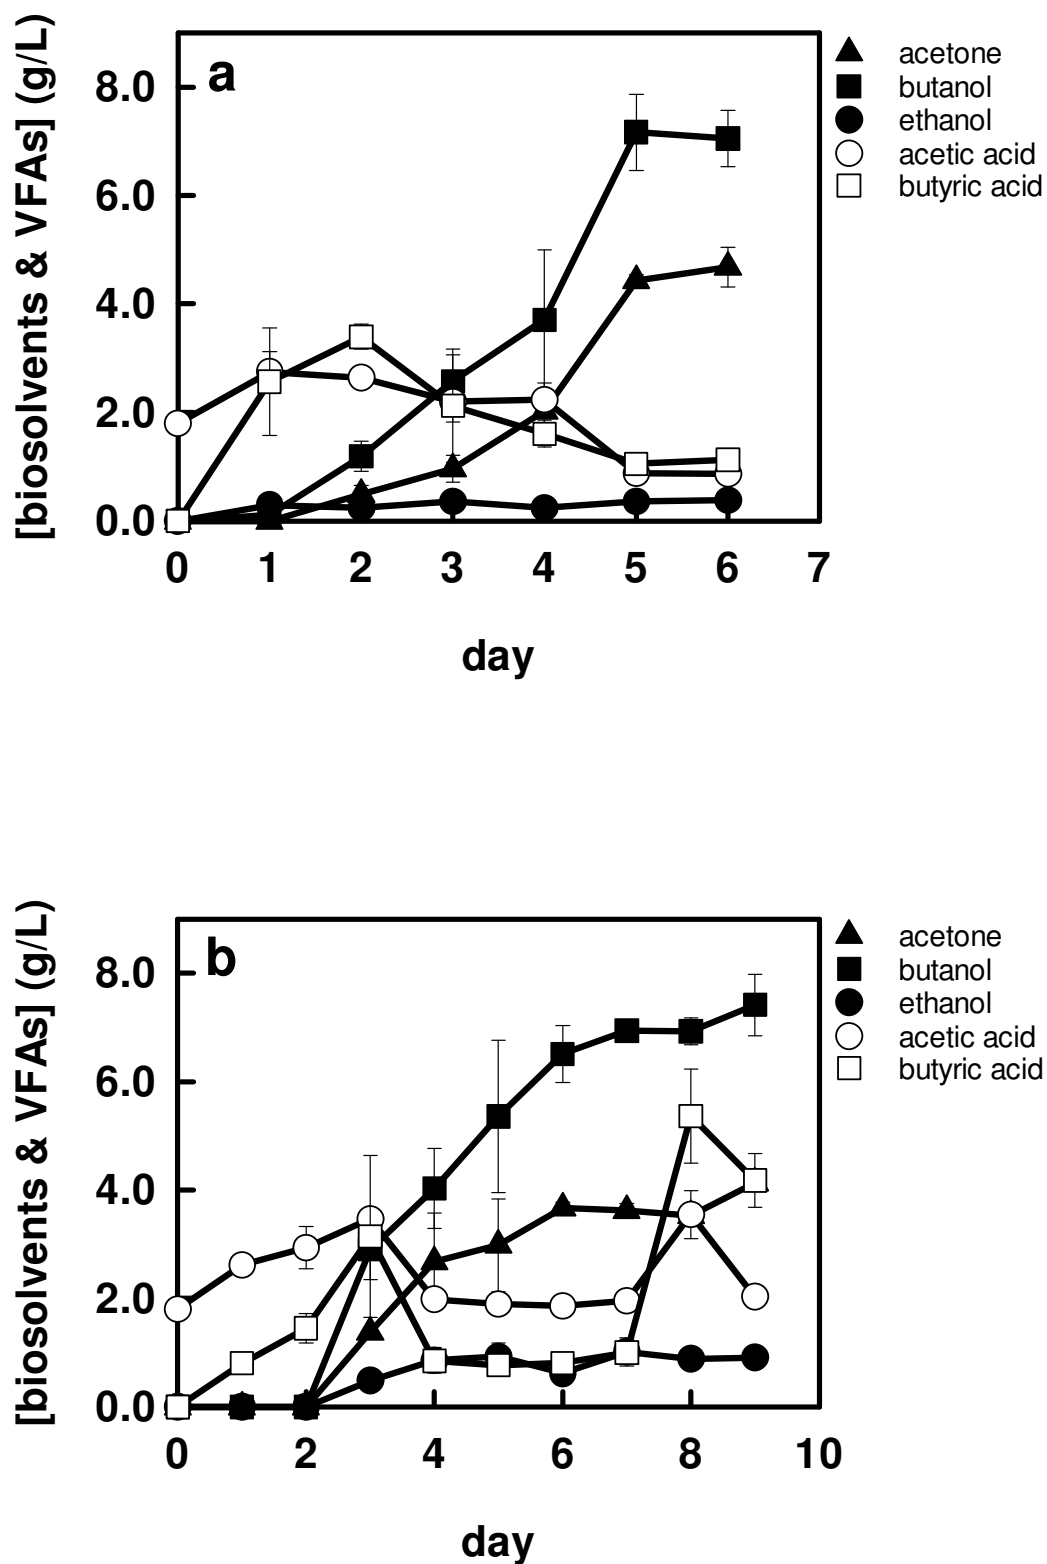 [biosolvents & VFAs] (g/L)
a
8.0
6.0
4.0
2.0
0.0
0 1 2 3 4 5 6 7
day
acetone
butanol
ethanol
acetic acid
butyric acid
[biosolvents & VFAs] (g/L)
b
8.0
6.0
4.0
2.0
0.0
0 2 4 6 8 10
day
acetone
butanol
ethanol
acetic acid
butyric acid